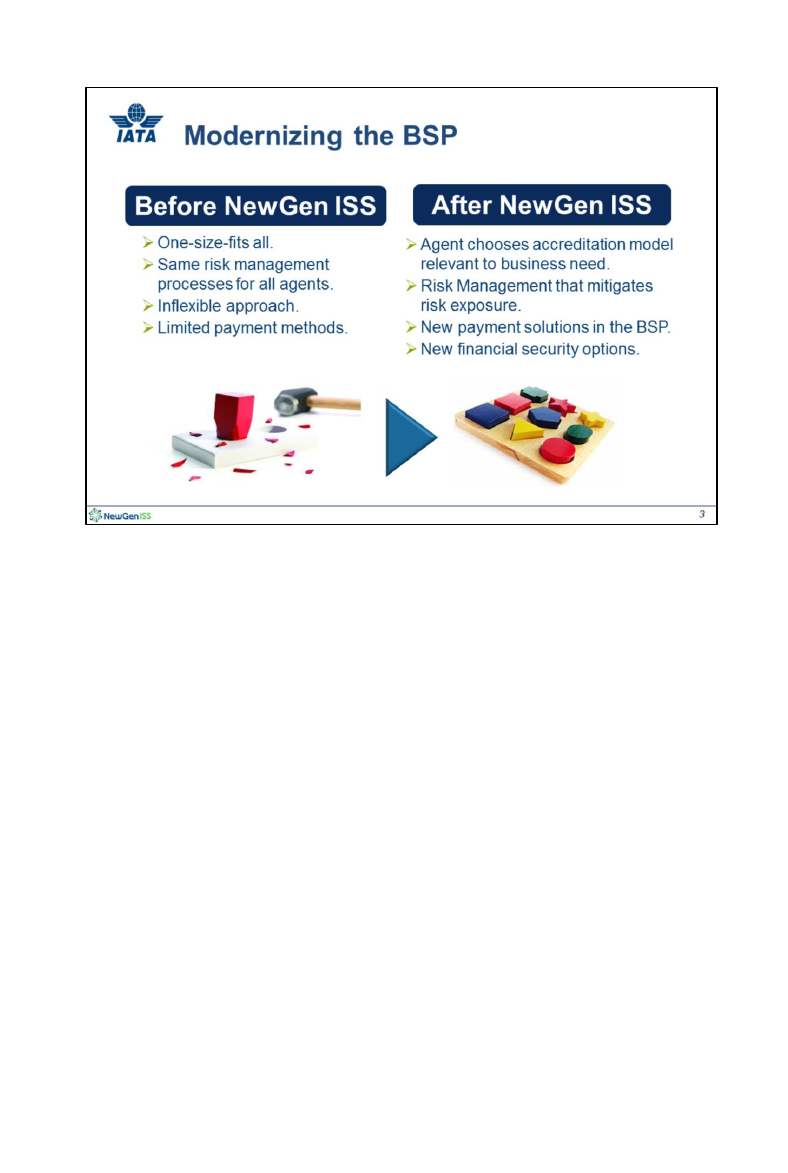 IATA
Modernizing the BSP
Before NewGen ISS
One-size-fits all.
Same risk management
processes for all agents.
Inflexible approach.
Limited payment methods.
After NewGen ISS
Agent chooses accreditation model
relevant to business need.
Risk Management that mitigates
risk exposure.
New payment solutions in the BSP.
New financial security options.
NewGen ISS
3